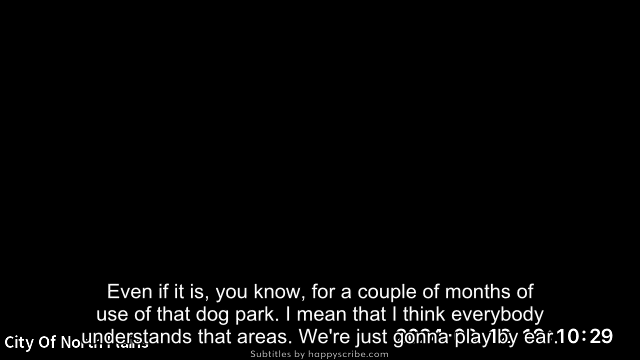 Even if it is, you know, for a couple of months of
use of that dog park. I mean that I think everybody
understands that areas. We're just gonna play by ear.
City Of North Plains
10:29
Subtitles by happyscribe.com